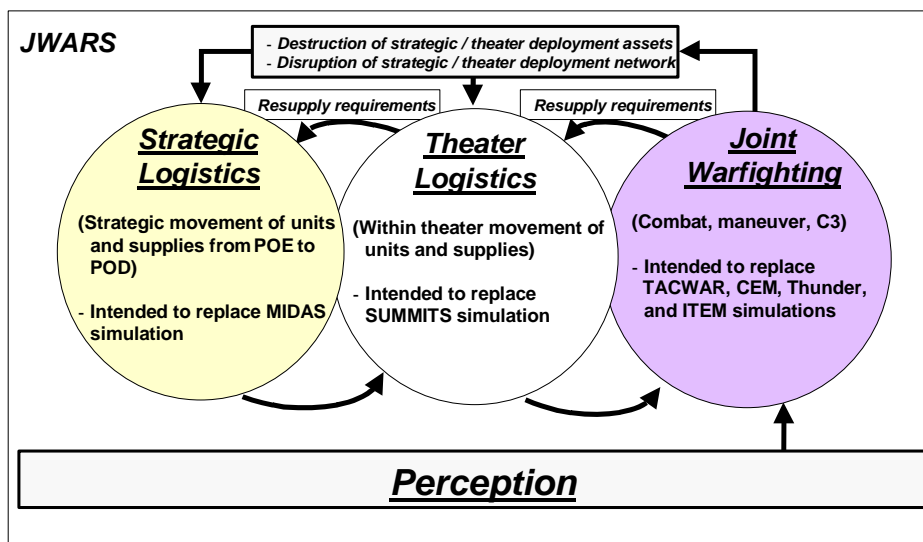 JWARS
- Destruction of strategic / theater deployment assets
- Disruption of strategic / theater deployment network
Resupply requirements
Resupply requirements
Strategic
Logistics
(Strategic movement of units
and supplies from POE to
POD)
- Intended to replace MIDAS
simulation
Theater
Logistics
(Within theater movement of
units and supplies)
- Intended to replace
SUMMITS simulation
Joint
Warfighting
(Combat, maneuver, C3)
- Intended to replace
TACWAR, CEM, Thunder,
and ITEM simulations
Perception